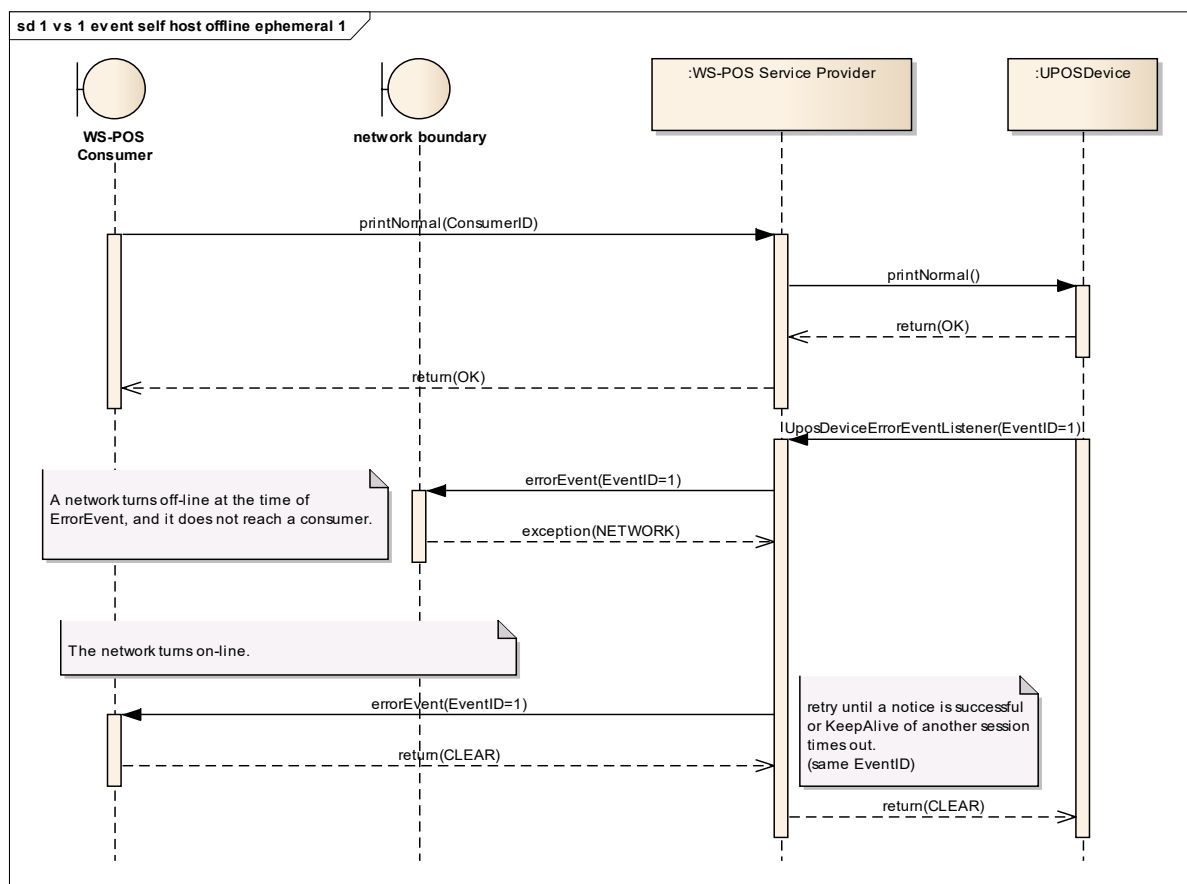 sd 1 vs 1 event self host offline ephemeral 1
WS-POS
Consumer
network boundary
:WS-POS Service Provider
:UPOSDevice
printNormal(ConsumerID)
printNormal()
return(OK)
return(OK)
UposDeviceErrorEventListener(EventID=1)
errorEvent(EventID=1)
A network turns off-line at the time of
ErrorEvent, and it does not reach a consumer.
exception(NETWORK)
The network turns on-line.
errorEvent(EventID=1)
retry until a notice is successful
or KeepAlive of another session
times out.
(same EventID)
return(CLEAR)
return(CLEAR)